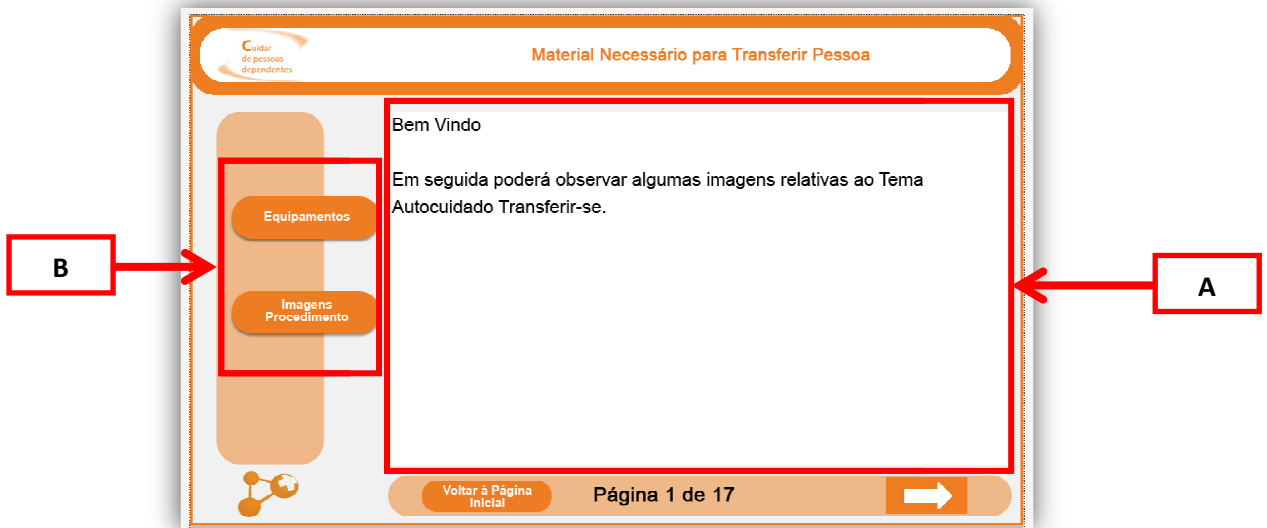 Cuidar
de pessoas
dependentes
Material Necessário para Transferir Pessoa
Bem Vindo
Em seguida poderá observar algumas imagens relativas ao Tema
Autocuidado Transferir-se.
Equipamentos
B
A
Imagens
Procedimento
Voltar à Página
Inicial
Página 1 de 17